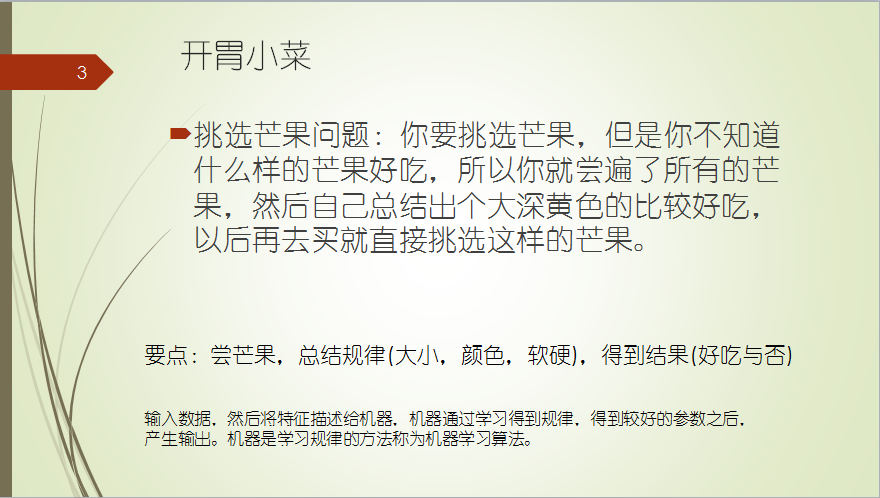 开胃小菜
3
挑选芒果问题：你要挑选芒果，但是你不知道
什么样的芒果好吃，所以你就尝遍了所有的芒
果，然后自己总结出个大深黄色的比较好吃，
以后再去买就直接挑选这样的芒果。
要点：尝芒果，总结规律(大小，颜色，软硬)，得到结果(好吃与否)
输入数据，然后将特征描述给机器，机器通过学习得到规律，得到较好的参数之后，
产生输出。机器是学习规律的方法称为机器学习算法。